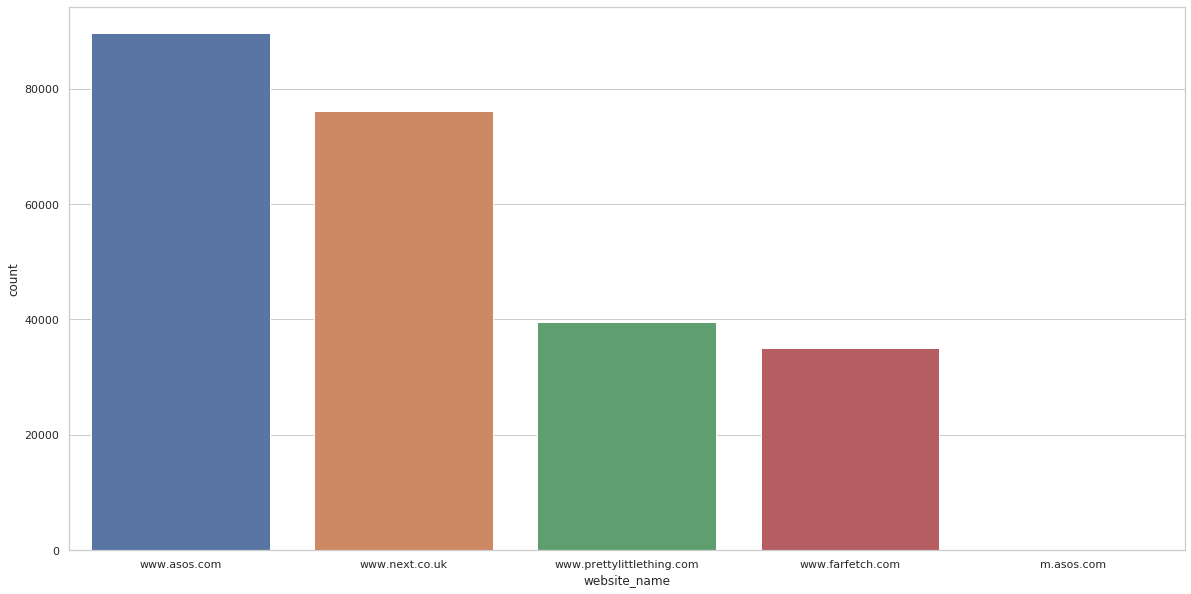 80000
60000
40000
20000
0
count
www.asos.com
www.next.co.uk
www.prettylittlething.com
www.farfetch.com
m.asos.com
website_name